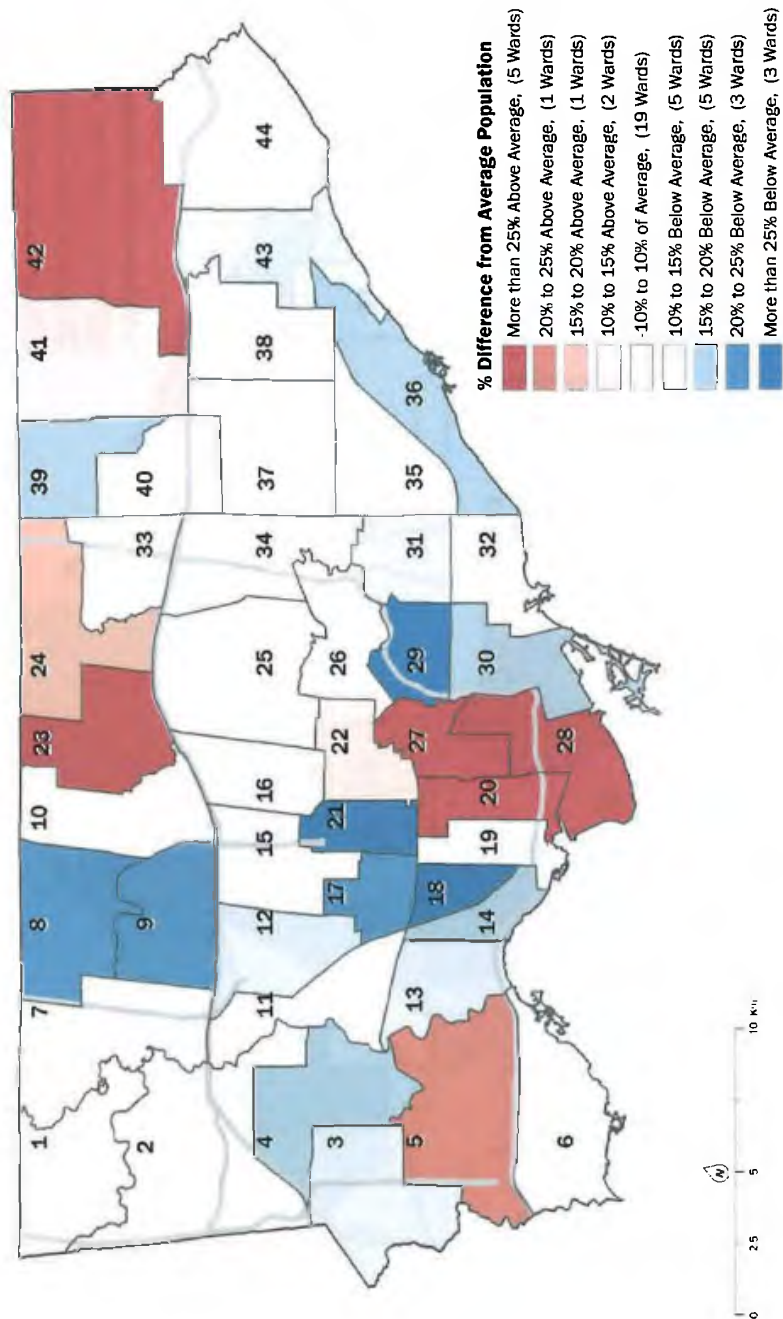 1 7 8 10 23 24 39 41 42
2 9 33 40
4 11 12 15 16 25 34 37 38 43 44
3 17 21 22 26
5 13 18 27 29 31 35 36
14 19 20 30 32
6 28
% Difference from Average Population
More than 25% Above Average, (5 Wards)
20% to 25% Above Average, (1 Wards)
15% to 20% Above Average, (1 Wards)
10% to 15% Above Average, (2 Wards)
-10% to 10% of Average, (19 Wards)
10% to 15% Below Average, (5 Wards)
15% to 20% Below Average, (5 Wards)
20% to 25% Below Average, (3 Wards)
More than 25% Below Average, (3 Wards)
N
0 2.5 5 10 Km